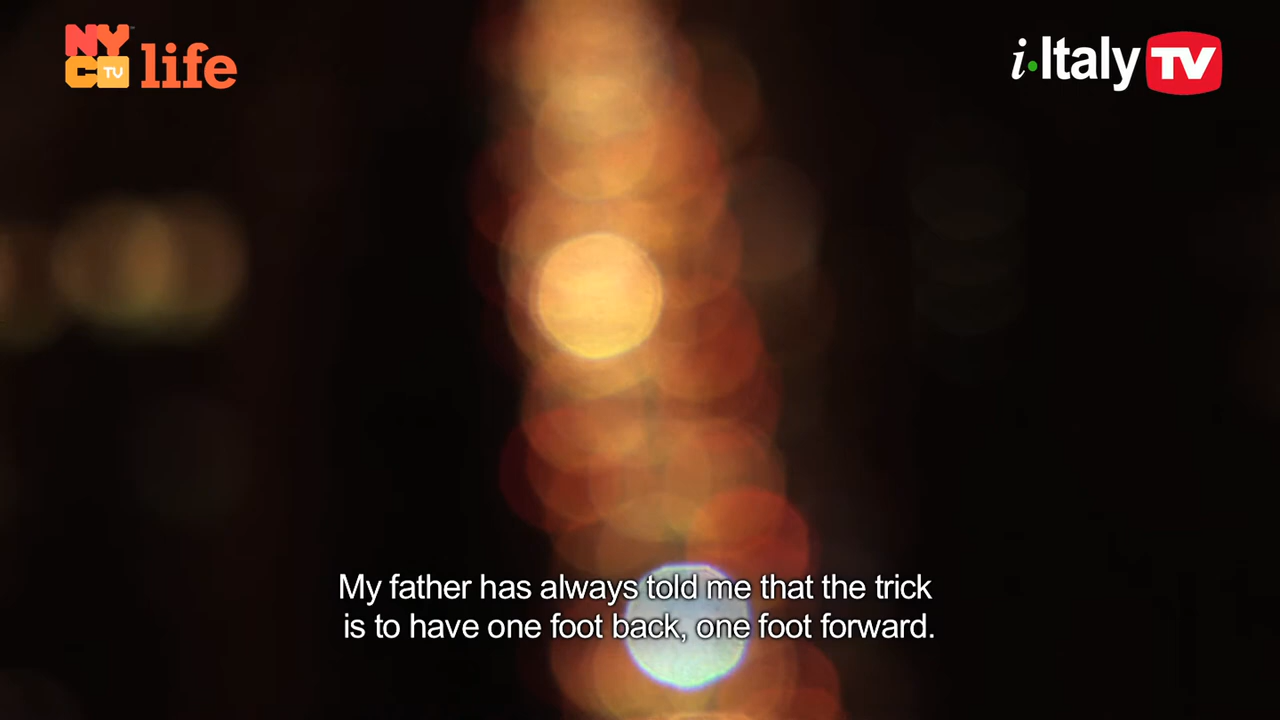 NYC TV life
i.Italy TV
My father has always told me that the trick
is to have one foot back, one foot forward.